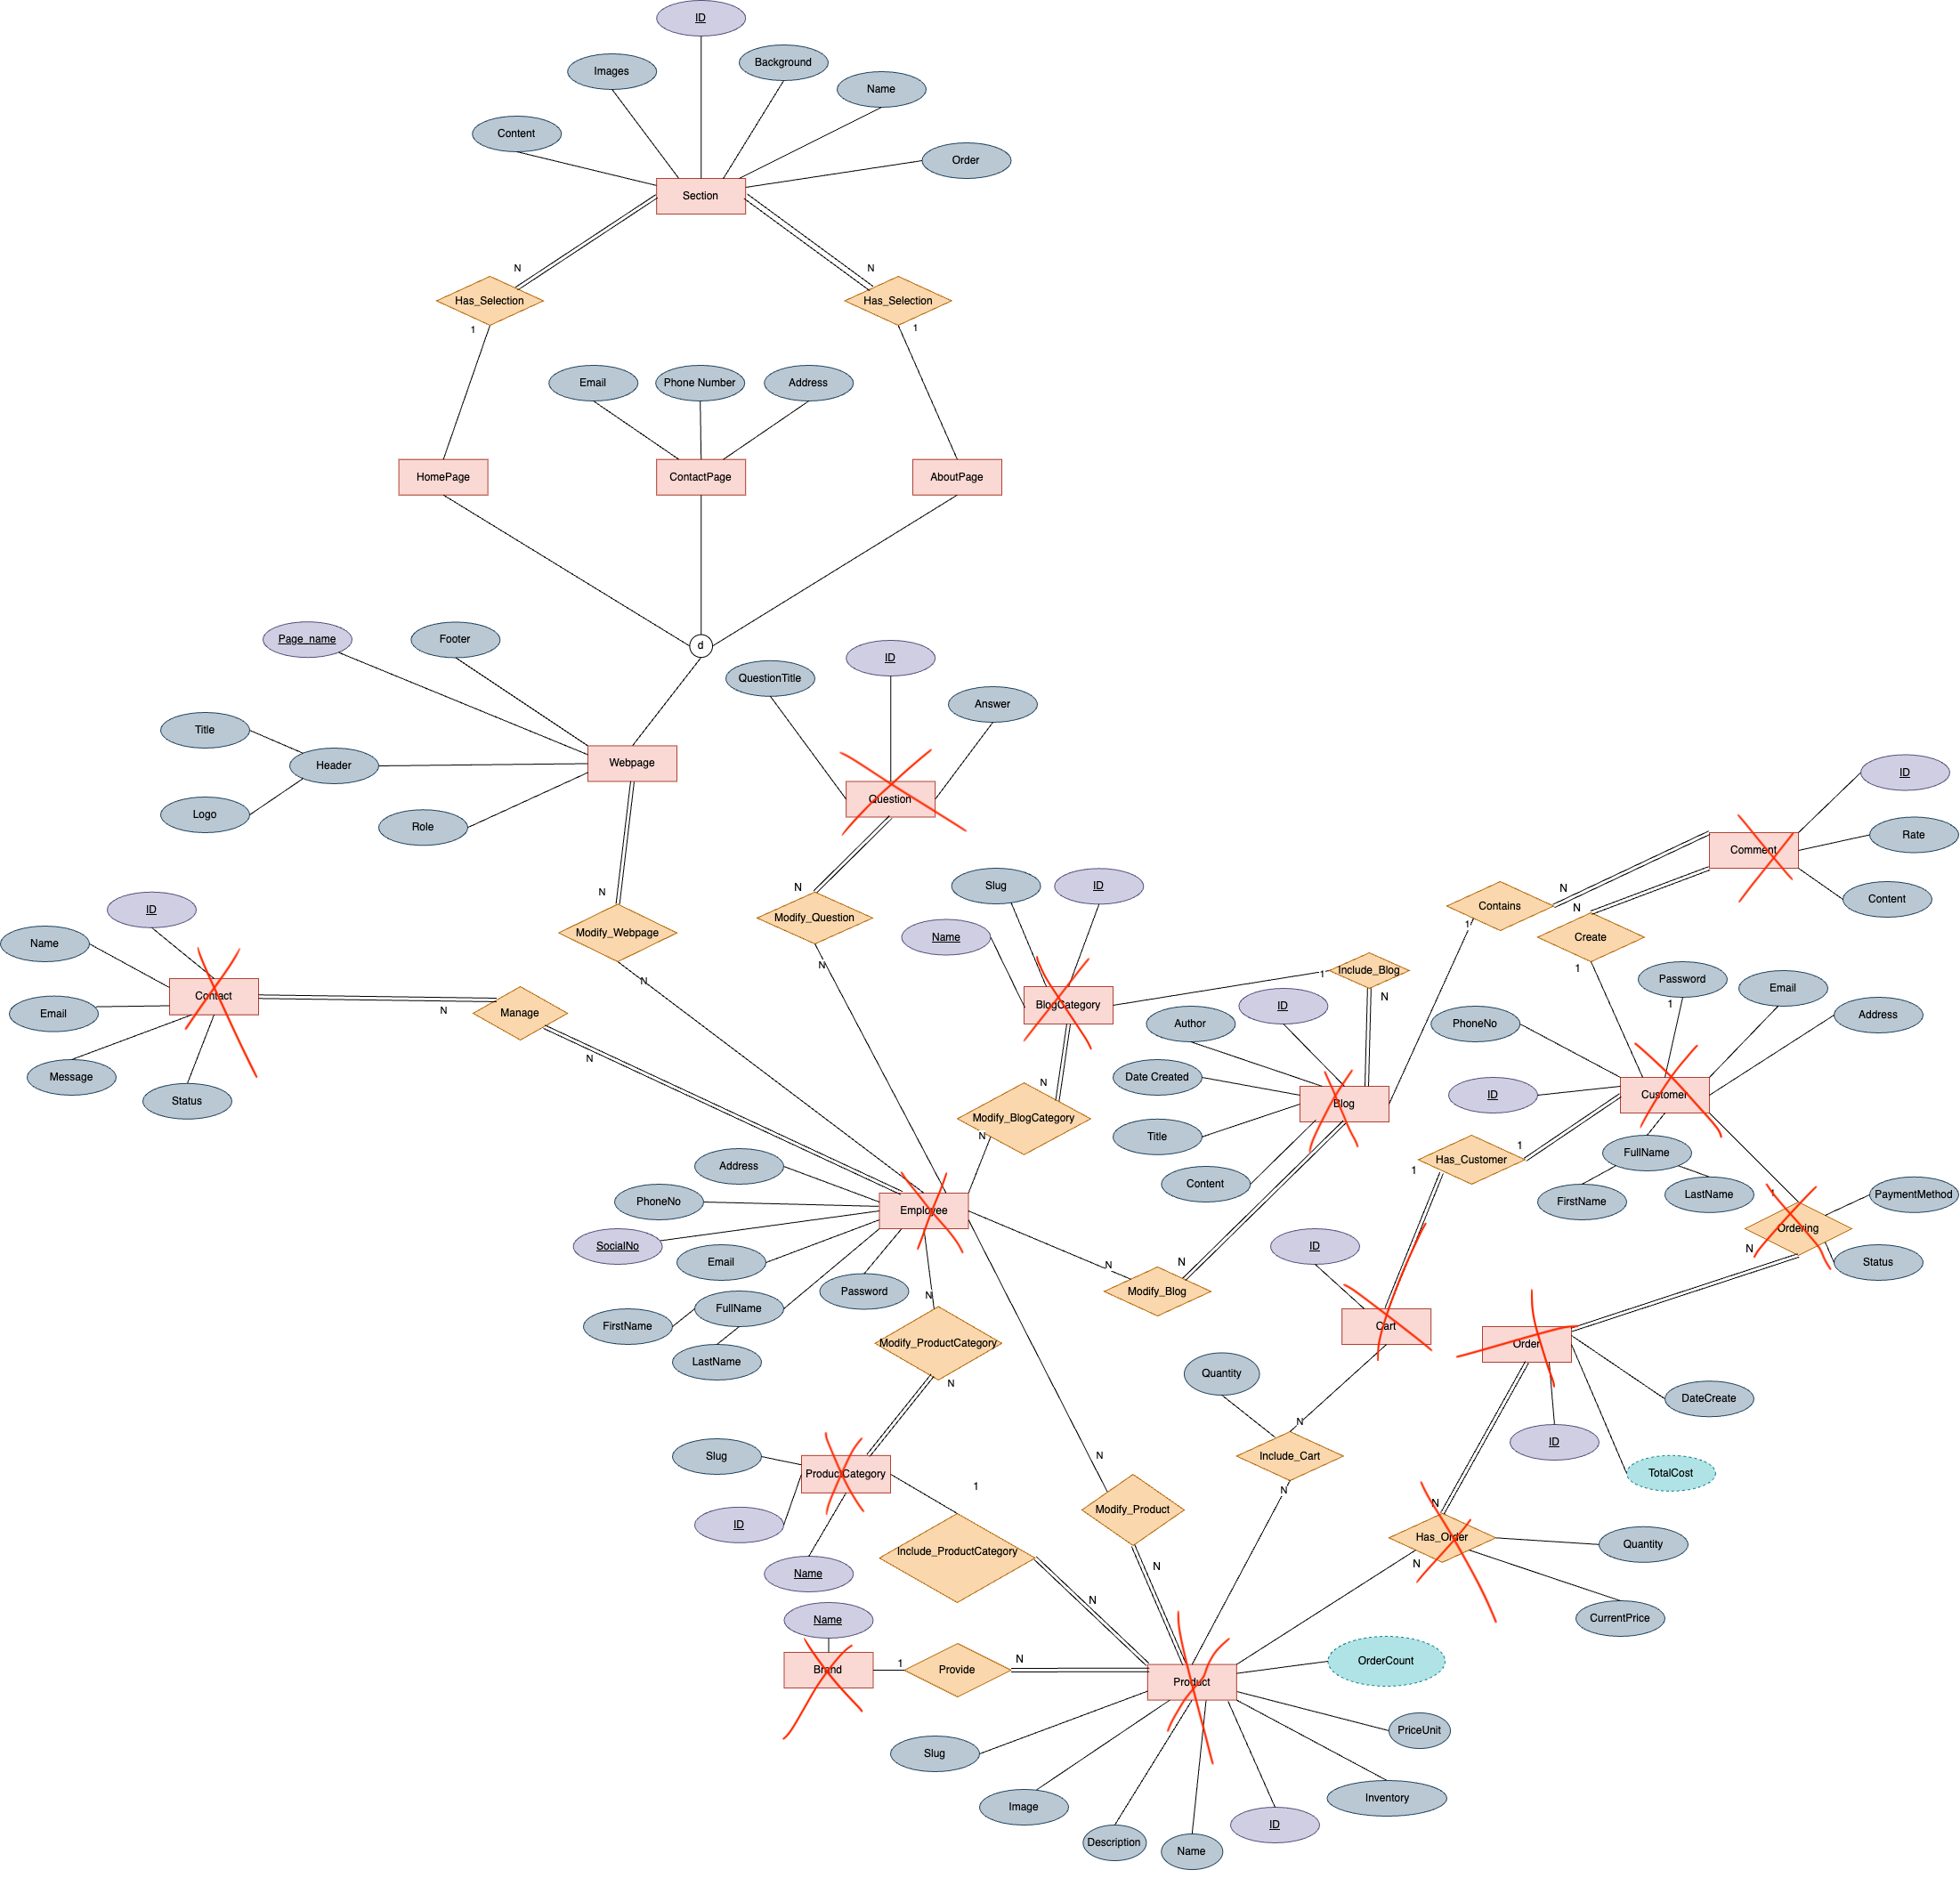 ID
Images
Background
Name
Content
Order
Section
N
N
Has_Selection
Has_Selection
1
1
Email
Phone Number
Address
HomePage
ContactPage
AboutPage
d
Page_name
Footer
QuestionTitle
ID
Answer
Title
Header
Logo
Role
Webpage
Question
ID
Comment
Rate
Content
N
N
Modify_Webpage
Modify_Question
N
N
Slug
ID
Name
Contains
N
1
N
Create
1
ID
Name
Email
Message
Status
Contact
N
Manage
N
BlogCategory
1
Include_Blog
N
Author
ID
Date Created
Title
Content
Blog
N
Modify_BlogCategory
N
Password
1
Email
PhoneNo
Address
ID
Customer
FullName
FirstName
LastName
1
Has_Customer
1
1
Ordering
N
PaymentMethod
Status
Address
PhoneNo
SocialNo
Email
FullName
FirstName
LastName
Password
Employee
N
Modify_Blog
N
ID
Cart
Order
DateCreate
ID
TotalCost
N
Modify_ProductCategory
N
Quantity
N
Include_Cart
N
Slug
ID
Name
ProductCategory
1
Include_ProductCategory
N
N
Modify_Product
N
N
Has_Order
N
Quantity
CurrentPrice
Name
Brand
1
Provide
N
Product
OrderCount
PriceUnit
Inventory
ID
Name
Description
Image
Slug